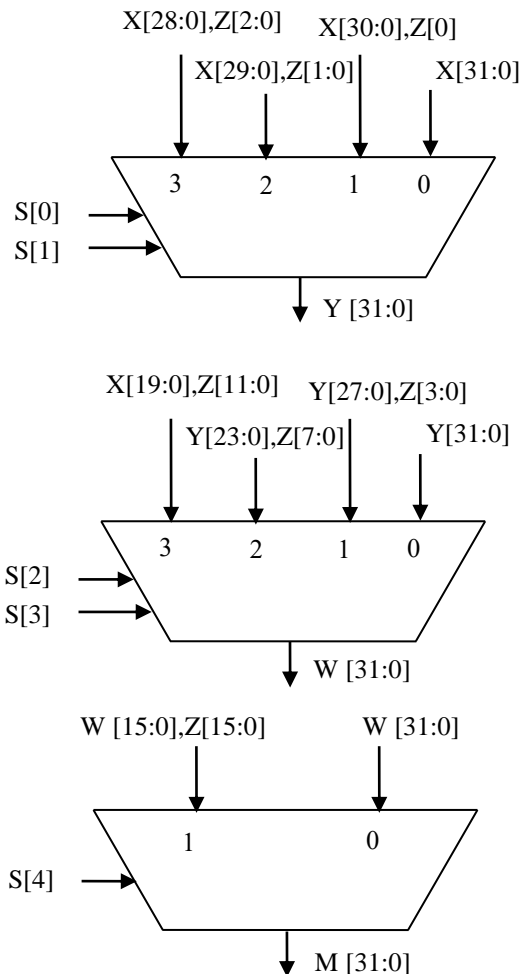 X[28:0],Z[2:0] X[30:0],Z[0]
X[29:0],Z[1:0] X[31:0]
3 2 1 0
S[0]
S[1]
Y [31:0]
X[19:0],Z[11:0] Y[27:0],Z[3:0]
Y[23:0],Z[7:0] Y[31:0]
3 2 1 0
S[2]
S[3]
W [31:0]
W [15:0],Z[15:0] W [31:0]
1 0
S[4]
M [31:0]